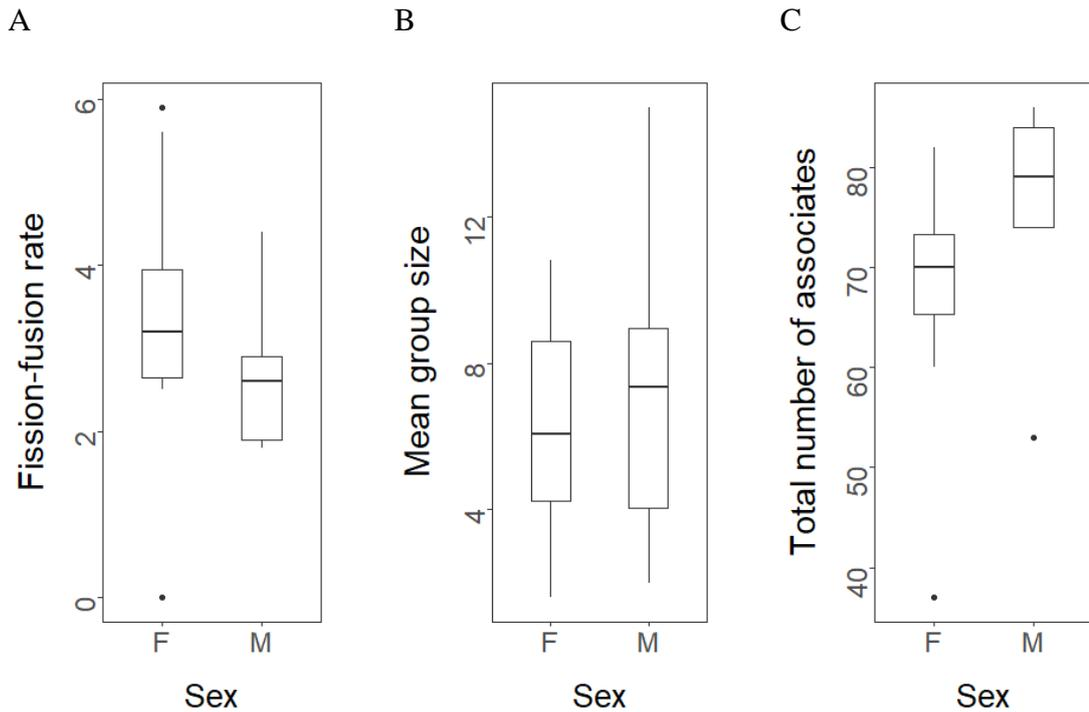 A
B
C
Fission-fusion rate
6
4
2
0
F M
Sex
Mean group size
12
8
4
F M
Sex
Total number of associates
80
70
60
50
40
F M
Sex